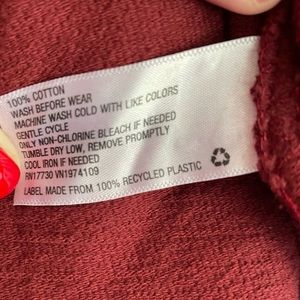 100% COTTON
WASH BEFORE WEAR
MACHINE WASH COLD WITH LIKE COLORS
GENTLE CYCLE
ONLY NON-CHLORINE BLEACH IF NEEDED
TUMBLE DRY LOW, REMOVE PROMPTLY
COOL IRON IF NEEDED
RN17730 VN1974109
LABEL MADE FROM 100% RECYCLED PLASTIC